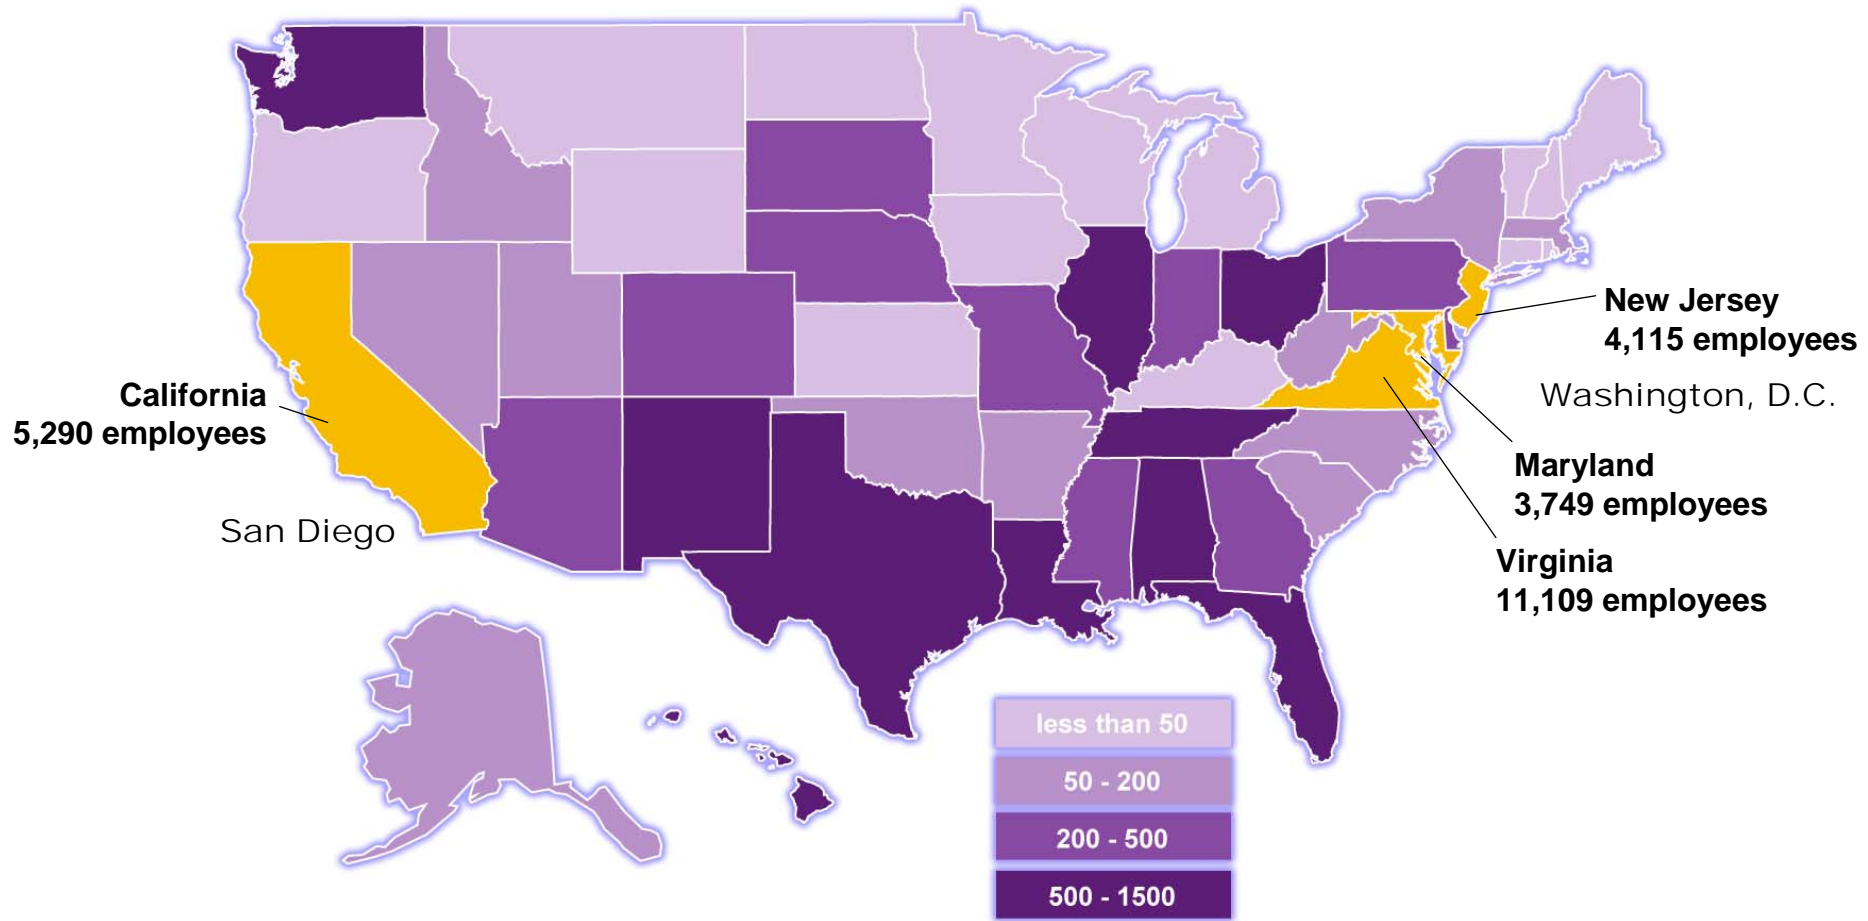 New Jersey
4,115 employees
Washington, D.C.
California
5,290 employees
Maryland
3,749 employees
San Diego
Virginia
11,109 employees
less than 50
50 - 200
200 - 500
500 - 1500